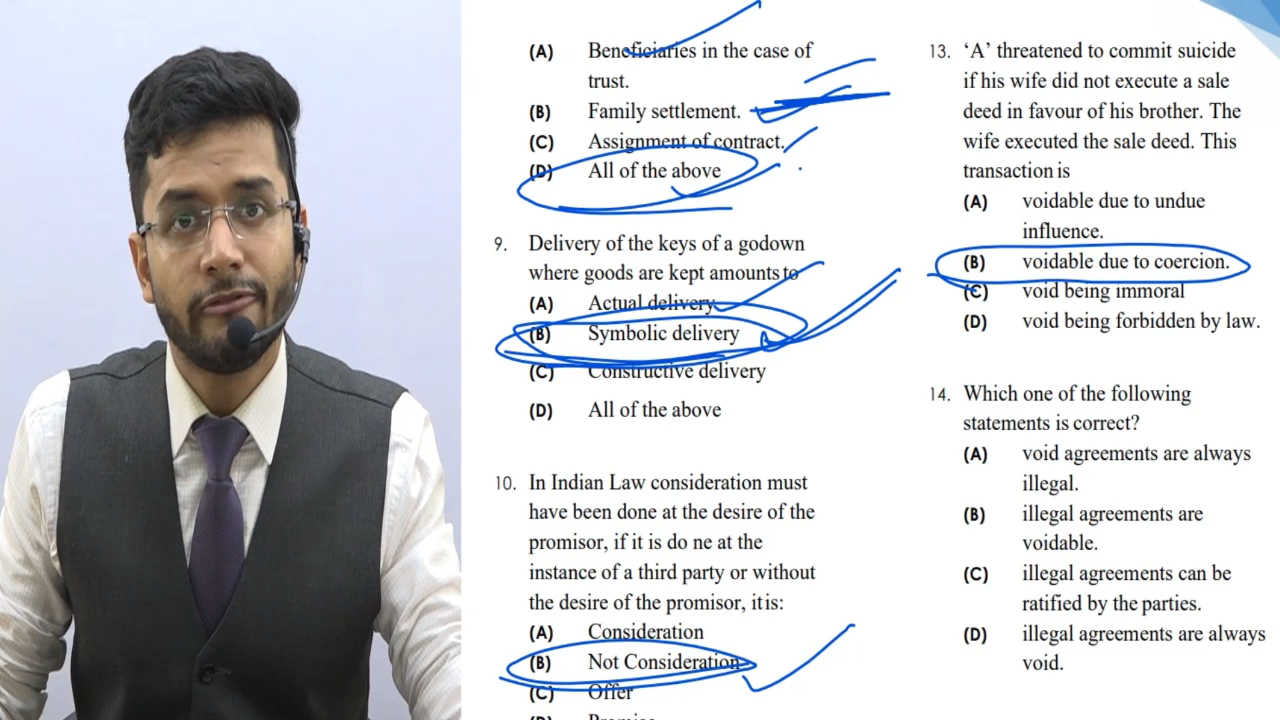 (A) Beneficiaries in the case of
trust.
(B) Family settlement.
(C) Assignment of contract.
(D) All of the above
9. Delivery of the keys of a godown
where goods are kept amounts to
(A) Actual delivery
(B) Symbolic delivery
(C) Constructive delivery
(D) All of the above
10. In Indian Law consideration must
have been done at the desire of the
promisor, if it is do ne at the
instance of a third party or without
the desire of the promisor, it is:
(A) Consideration
(B) Not Consideration
(C) Offer
13. ‘A’ threatened to commit suicide
if his wife did not execute a sale
deed in favour of his brother. The
wife executed the sale deed. This
transaction is
(A) voidable due to undue
influence.
(B) voidable due to coercion.
(C) void being immoral
(D) void being forbidden by law.
14. Which one of the following
statements is correct?
(A) void agreements are always
illegal.
(B) illegal agreements are
voidable.
(C) illegal agreements can be
ratified by the parties.
(D) illegal agreements are always
void.